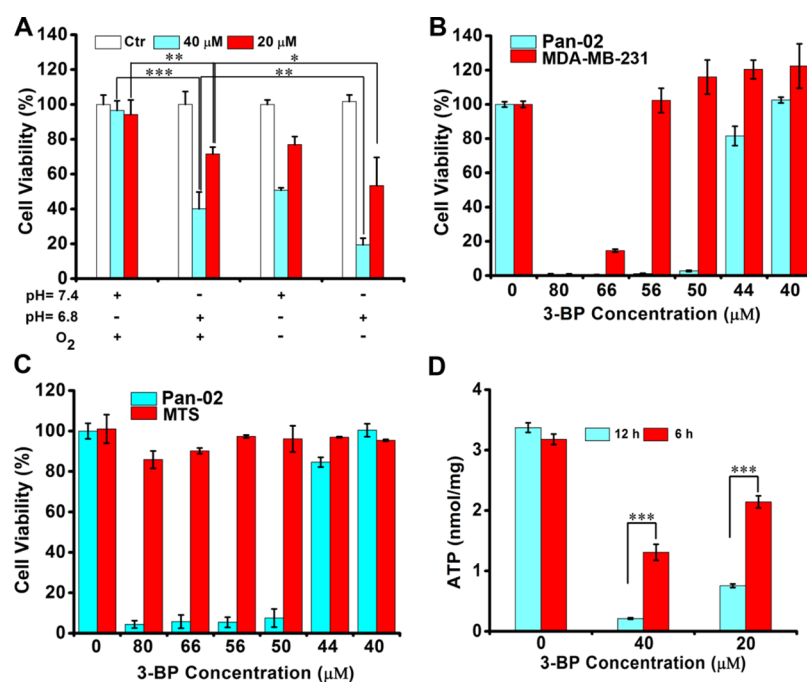 A
Ctr 40 μM 20 μM
140
120
100
80
60
40
20
0
Cell Viability (%)
** *
*** **
pH= 7.4 + - + -
pH= 6.8 - + - +
O2 + + - -
B
Pan-02
MDA-MB-231
140
120
100
80
60
40
20
0
Cell Viability (%)
0 80 66 56 50 44 40
3-BP Concentration (μM)
C
Pan-02
MTS
120
100
80
60
40
20
0
Cell Viability (%)
0 80 66 56 50 44 40
3-BP Concentration (μM)
D
12 h 6 h
4
3
2
1
0
ATP (nmol/mg)
*** ***
0 40 20
3-BP Concentration (μM)